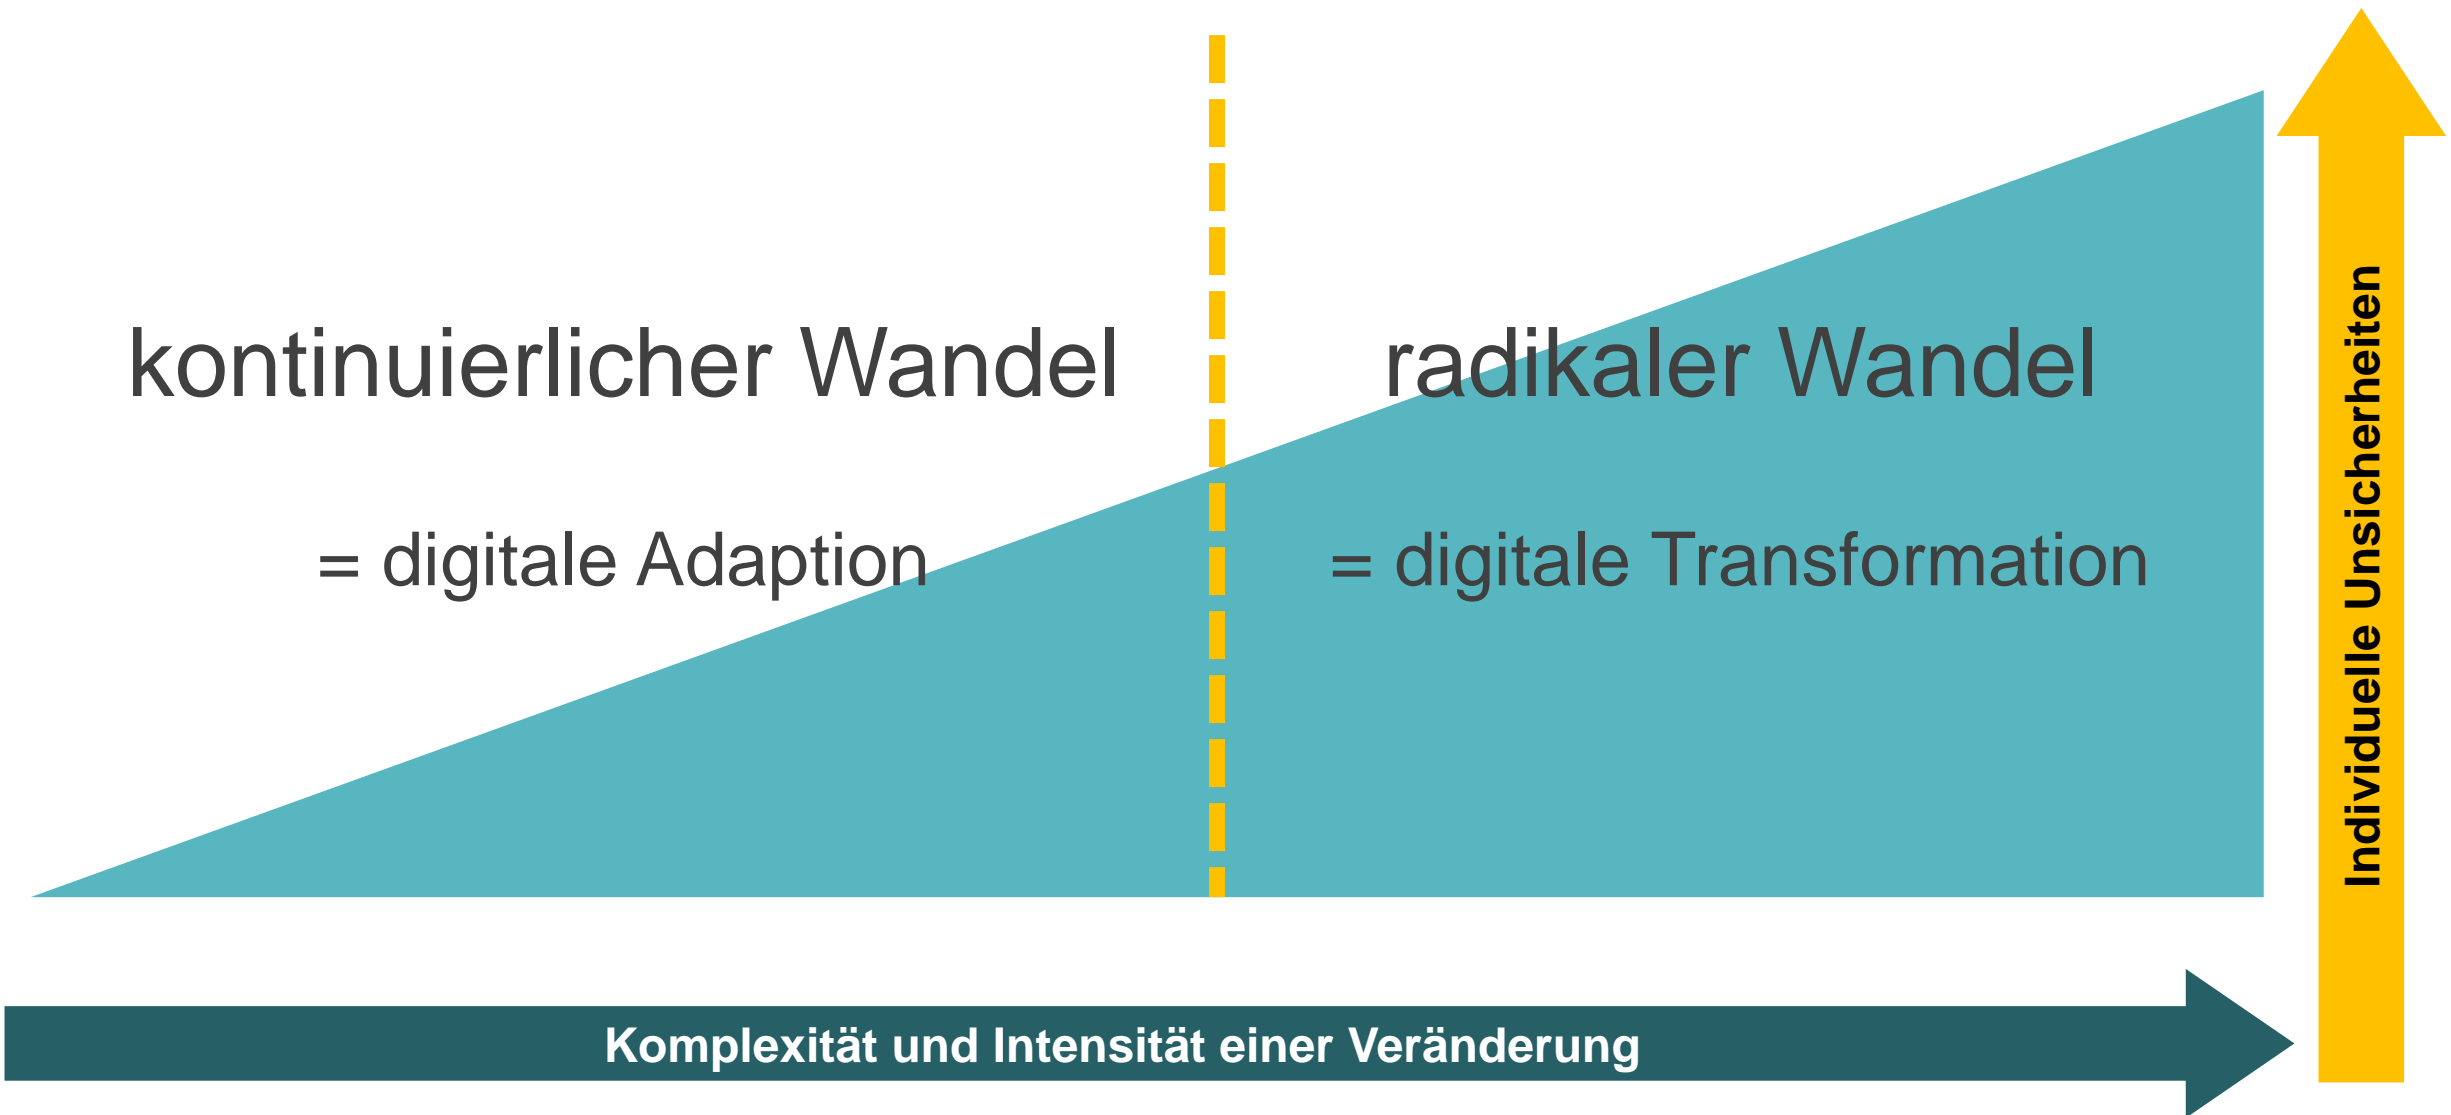 kontinuierlicher Wandel
= digitale Adaption
radikaler Wandel
= digitale Transformation
Individuelle Unsicherheiten
Komplexität und Intensität einer Veränderung